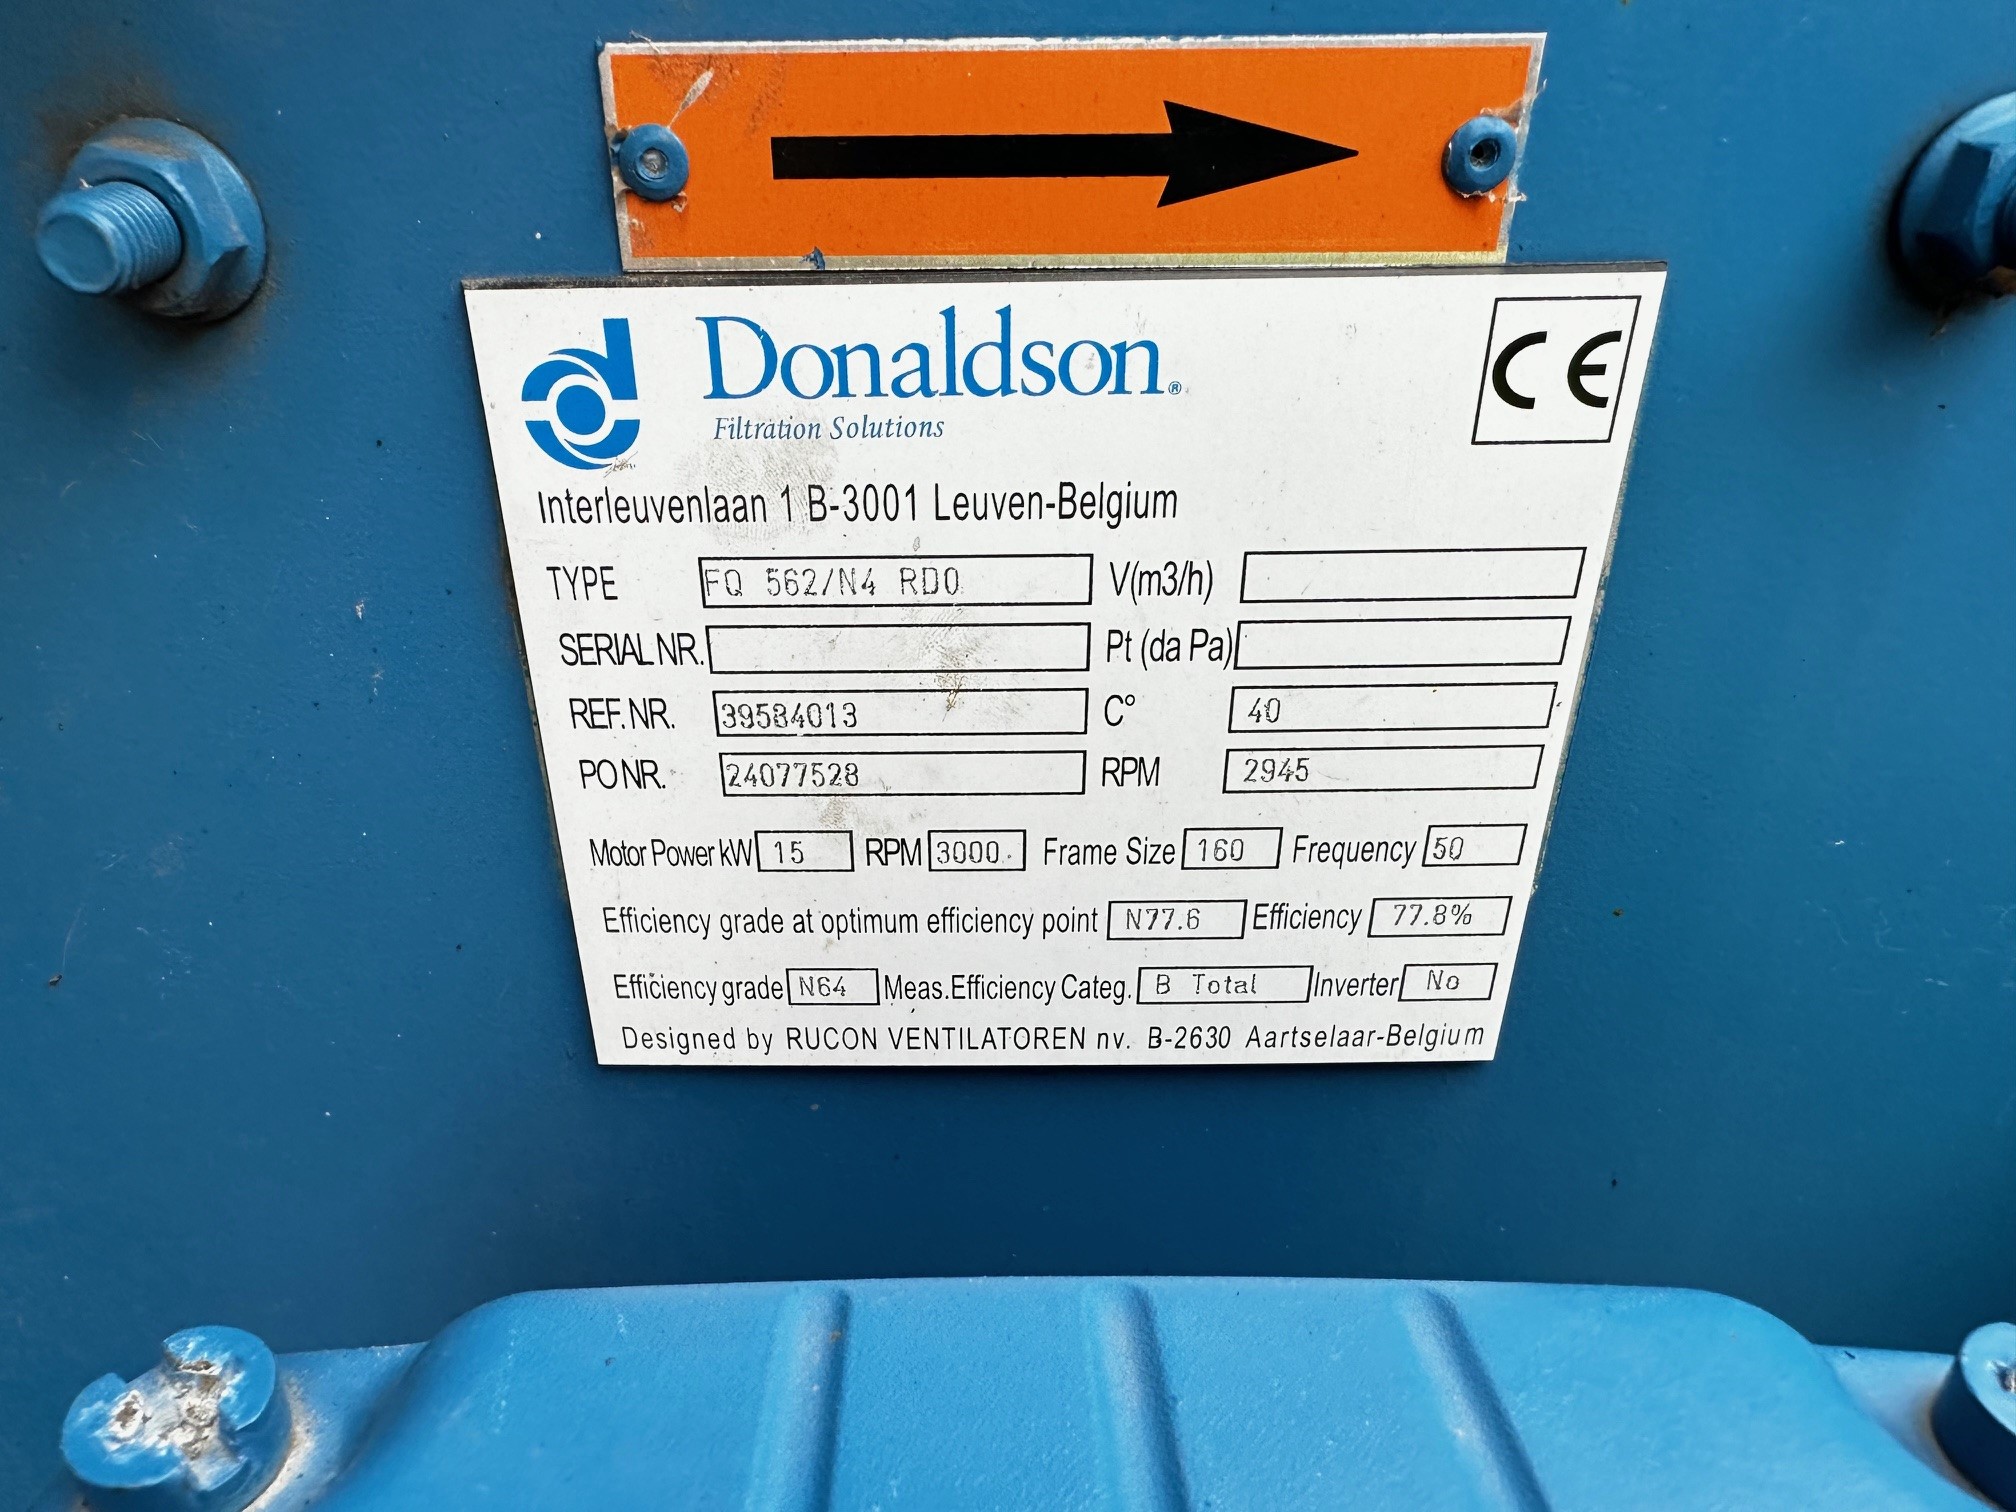 Donaldson®
Filtration Solutions
CE
Interleuvenlaan 1 B-3001 Leuven-Belgium
TYPE FQ 562/N4 RD0 V(m3/h)
SERIAL NR. Pt (da Pa)
REF.NR. 39584013 C° 40
PO NR. 24077528 RPM 2945
Motor Power kW 15 RPM 3000 Frame Size 160 Frequency 50
Efficiency grade at optimum efficiency point N77.6 Efficiency 77.8%
Efficiency grade N64 Meas.Efficiency Categ. B Total Inverter No
Designed by RUCON VENTILATOREN nv. B-2630 Aartselaar-Belgium